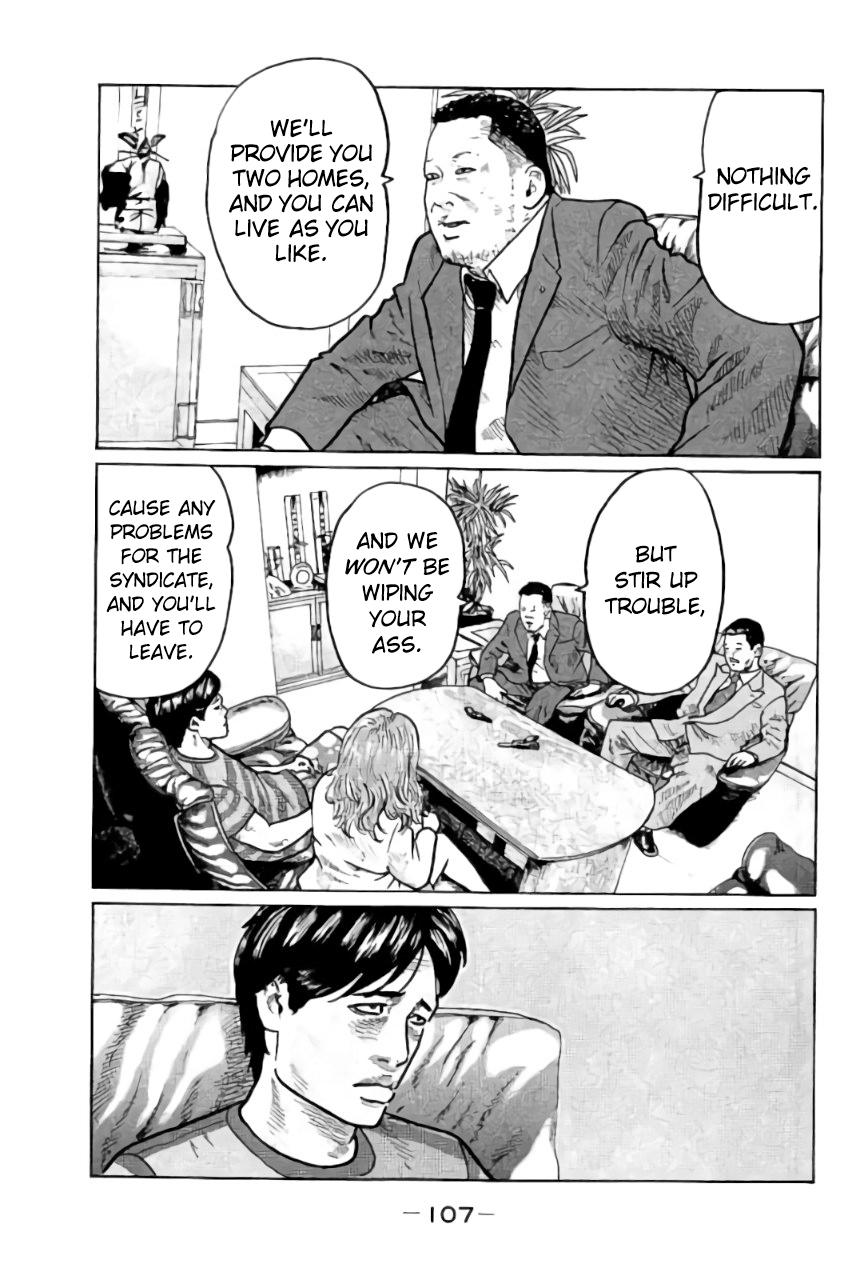 NOTHING
DIFFICULT.
WE'LL
PROVIDE YOU
TWO HOMES,
AND YOU CAN
LIVE AS YOU
LIKE.
BUT
STIR UP
TROUBLE,
AND WE
WON'T BE
WIPING
YOUR
ASS.
CAUSE ANY
PROBLEMS
FOR THE
SYNDICATE,
AND YOU'LL
HAVE TO
LEAVE.
-107-